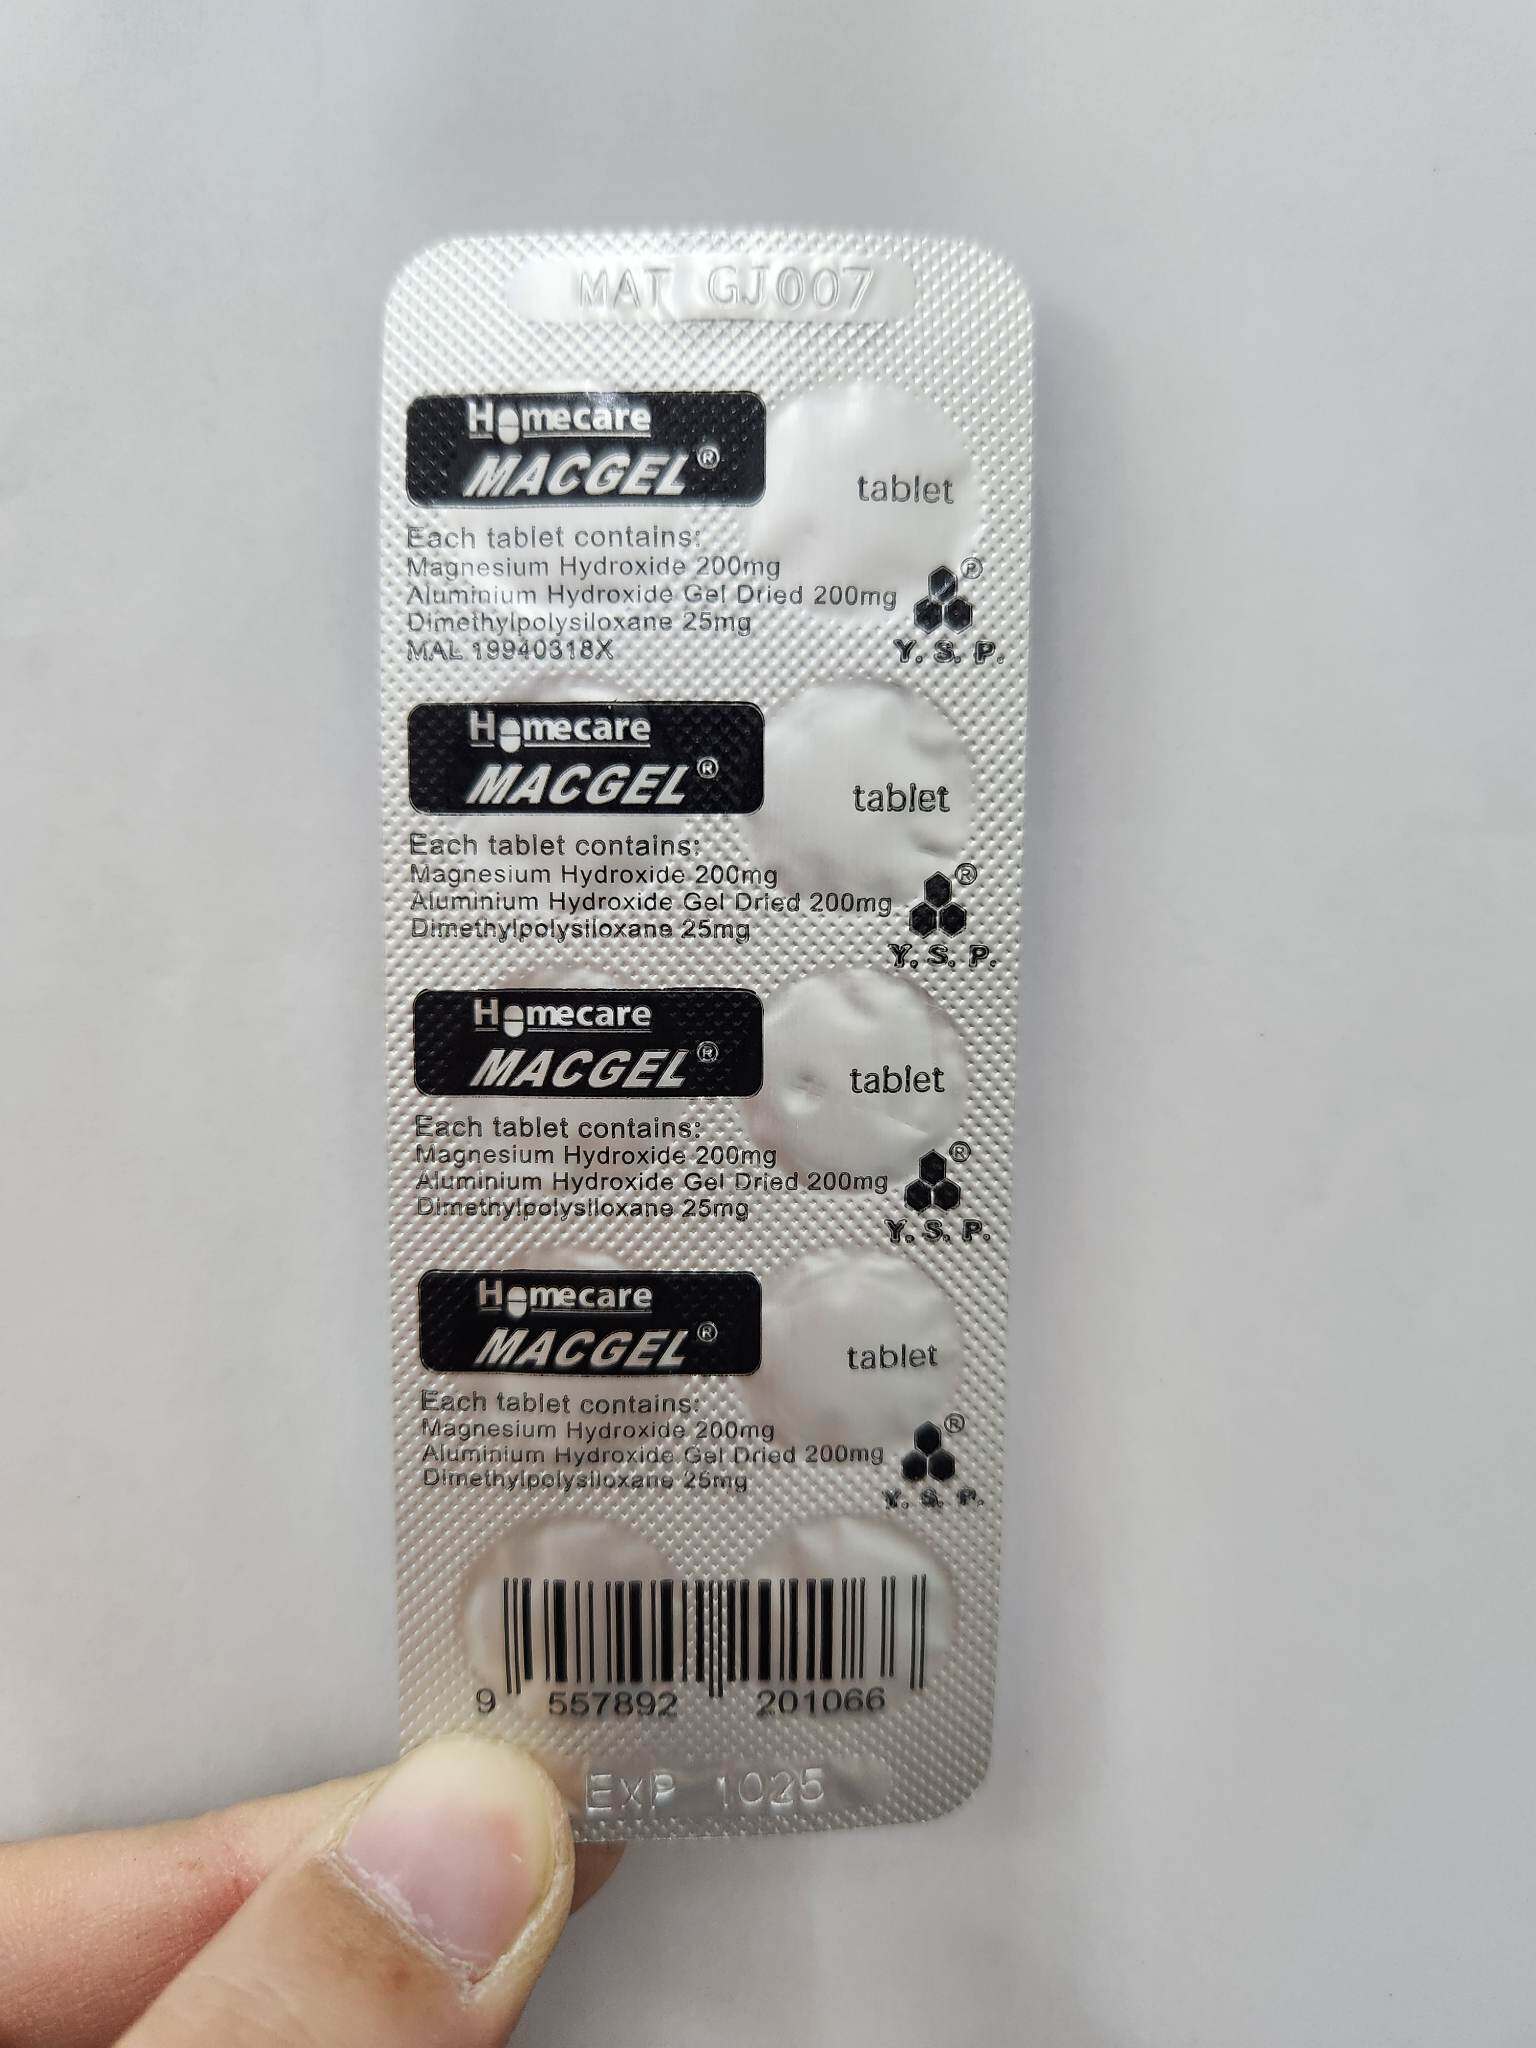 MAT GJ007
Homecare
MACGEL®
tablet
Each tablet contains:
Magnesium Hydroxide 200mg
Aluminium Hydroxide Gel Dried 200mg
Dimethylpolysiloxane 25mg
MAL 19940318X
®
Y. S. P.
Homecare
MACGEL®
tablet
Each tablet contains:
Magnesium Hydroxide 200mg
Aluminium Hydroxide Gel Dried 200mg
Dimethylpolysiloxane 25mg
®
Y. S. P.
Homecare
MACGEL®
tablet
Each tablet contains:
Magnesium Hydroxide 200mg
Aluminium Hydroxide Gel Dried 200mg
Dimethylpolysiloxane 25mg
®
Y. S. P.
Homecare
MACGEL®
tablet
Each tablet contains:
Magnesium Hydroxide 200mg
Aluminium Hydroxide Gel Dried 200mg
Dimethylpolysiloxane 25mg
®
Y. S. P.
9 557892 201066
EXP 1025